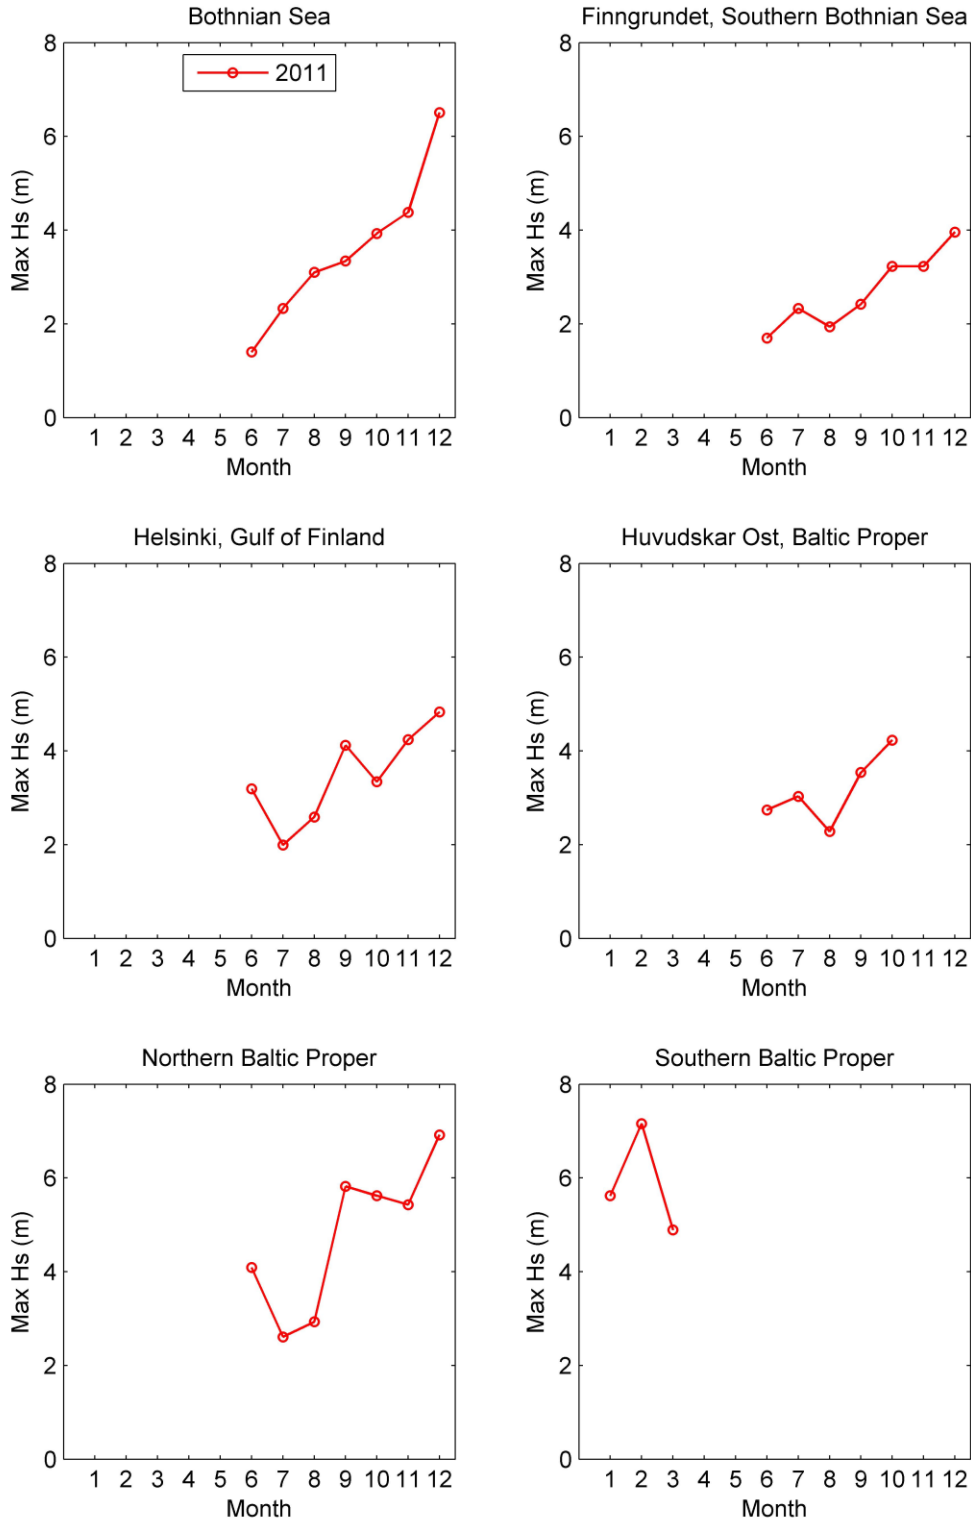 Bothnian Sea
2011
8
6
4
2
0
Max Hs (m)
1 2 3 4 5 6 7 8 9 10 11 12
Month
Finngrundet, Southern Bothnian Sea
8
6
4
2
0
Max Hs (m)
1 2 3 4 5 6 7 8 9 10 11 12
Month
Helsinki, Gulf of Finland
8
6
4
2
0
Max Hs (m)
1 2 3 4 5 6 7 8 9 10 11 12
Month
Huvudskar Ost, Baltic Proper
8
6
4
2
0
Max Hs (m)
1 2 3 4 5 6 7 8 9 10 11 12
Month
Northern Baltic Proper
8
6
4
2
0
Max Hs (m)
1 2 3 4 5 6 7 8 9 10 11 12
Month
Southern Baltic Proper
8
6
4
2
0
Max Hs (m)
1 2 3 4 5 6 7 8 9 10 11 12
Month